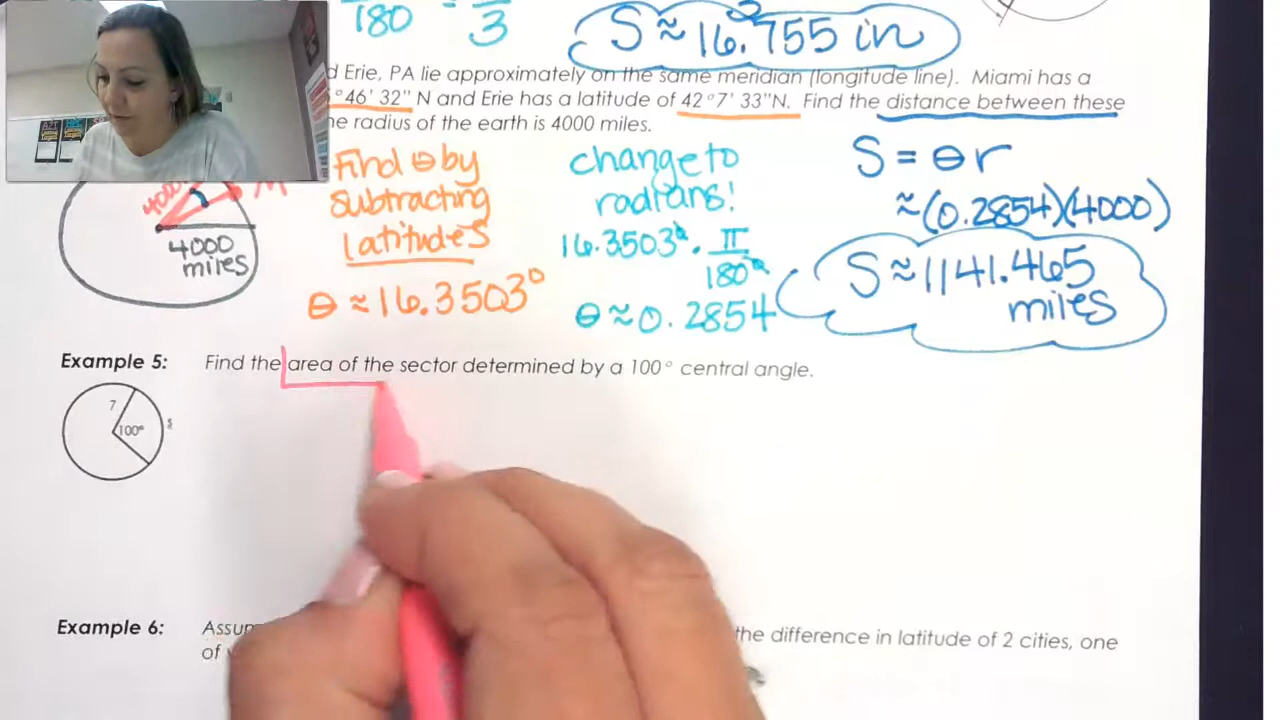 180 = 3
S ≈ 16.755 in
d Erie, PA lie approximately on the same meridian (longitude line). Miami has a
°46' 32" N and Erie has a latitude of 42°7' 33"N. Find the distance between these
he radius of the earth is 4000 miles.
4000
4000
miles
Find θ by
subtracting
latitudes
θ ≈ 16.3503°
change to
radians!
16.3503° · π
180°
θ ≈ 0.2854
S = θr
≈ (0.2854)(4000)
S ≈ 1141.465
miles
Example 5: Find the area of the sector determined by a 100° central angle.
7
100°
s
Example 6: Assum the difference in latitude of 2 cities, one
of